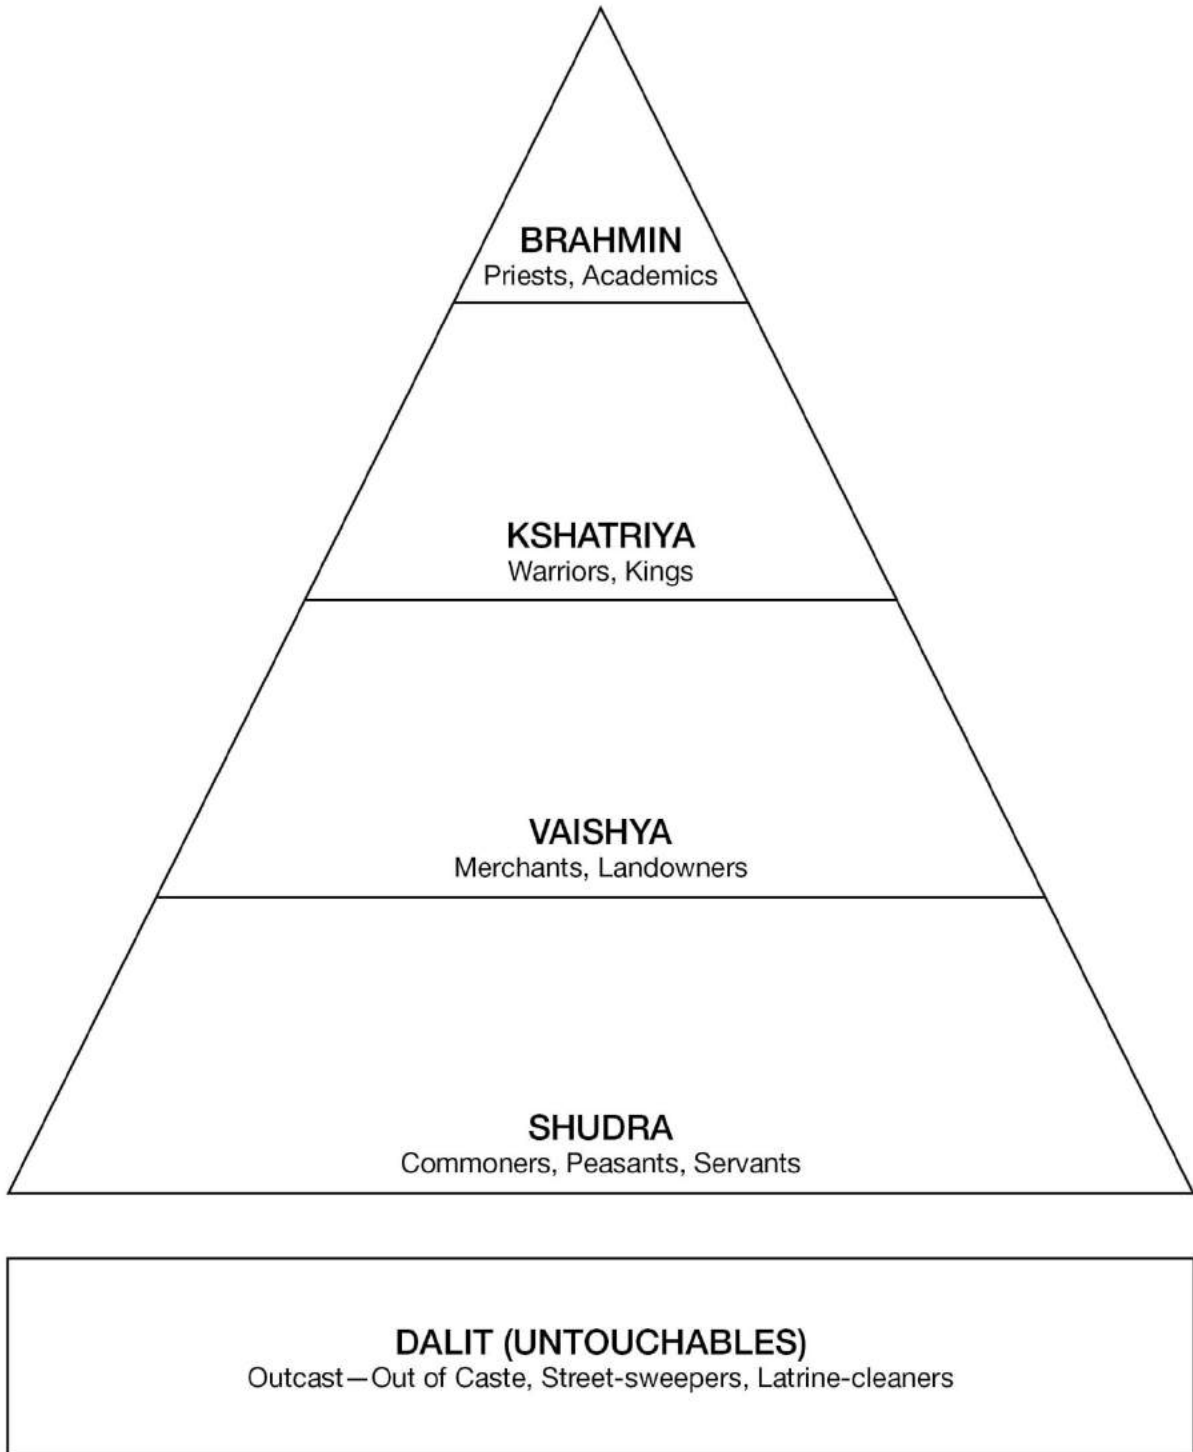 BRAHMIN
Priests, Academics
KSHATRIYA
Warriors, Kings
VAISHYA
Merchants, Landowners
SHUDRA
Commoners, Peasants, Servants
DALIT (UNTOUCHABLES)
Outcast—Out of Caste, Street-sweepers, Latrine-cleaners